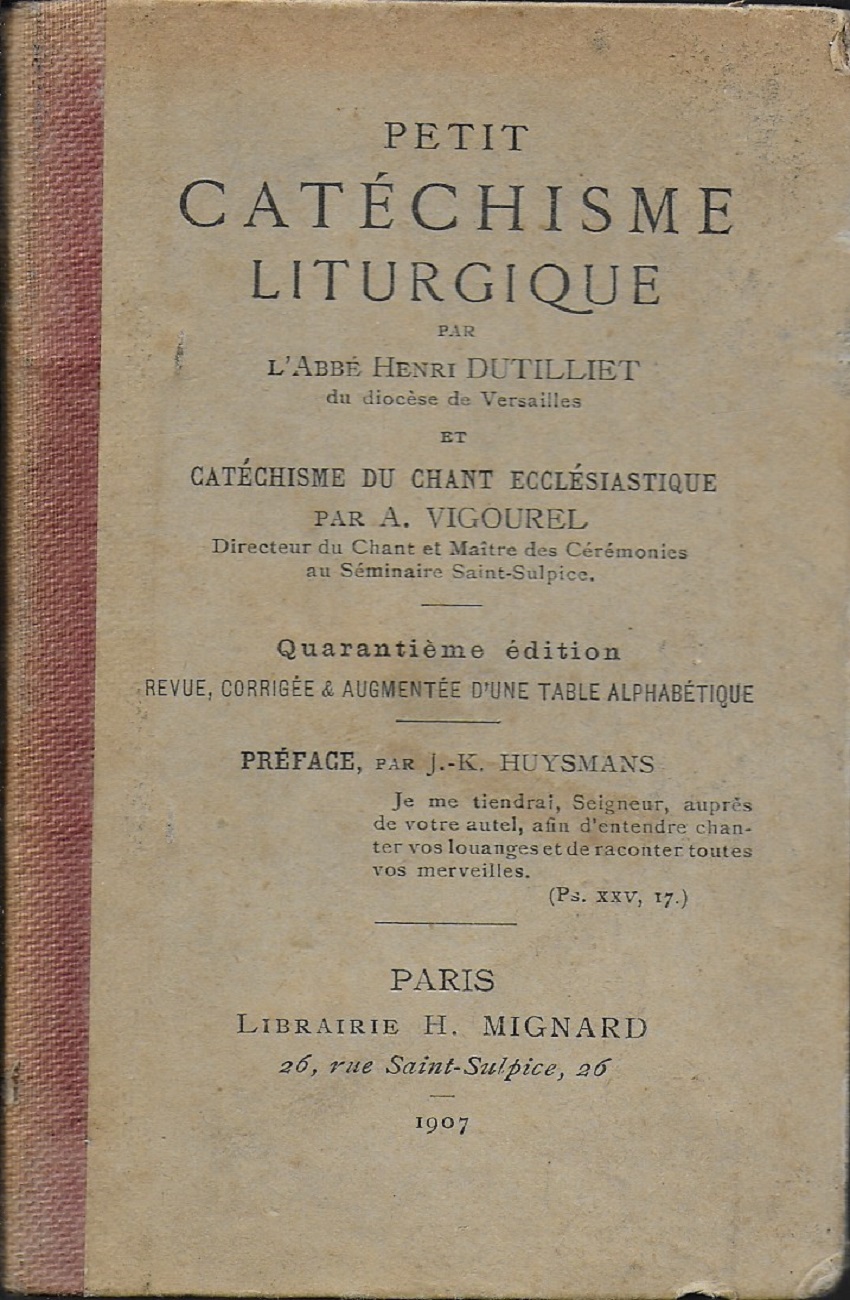 PETIT
CATÉCHISME
LITURGIQUE
PAR
L'ABBÉ HENRI DUTILLIET
du diocèse de Versailles
ET
CATÉCHISME DU CHANT ECCLÉSIASTIQUE
PAR A. VIGOUREL
Directeur du Chant et Maître des Cérémonies
au Séminaire Saint-Sulpice.
Quarantième édition
REVUE, CORRIGÉE & AUGMENTÉE D'UNE TABLE ALPHABÉTIQUE
PRÉFACE, PAR J.-K. HUYSMANS
Je me tiendrai, Seigneur, auprès
de votre autel, afin d'entendre chan-
ter vos louanges et de raconter toutes
vos merveilles.
(Ps. XXV, 17.)
PARIS
LIBRAIRIE H. MIGNARD
26, rue Saint-Sulpice, 26
1907